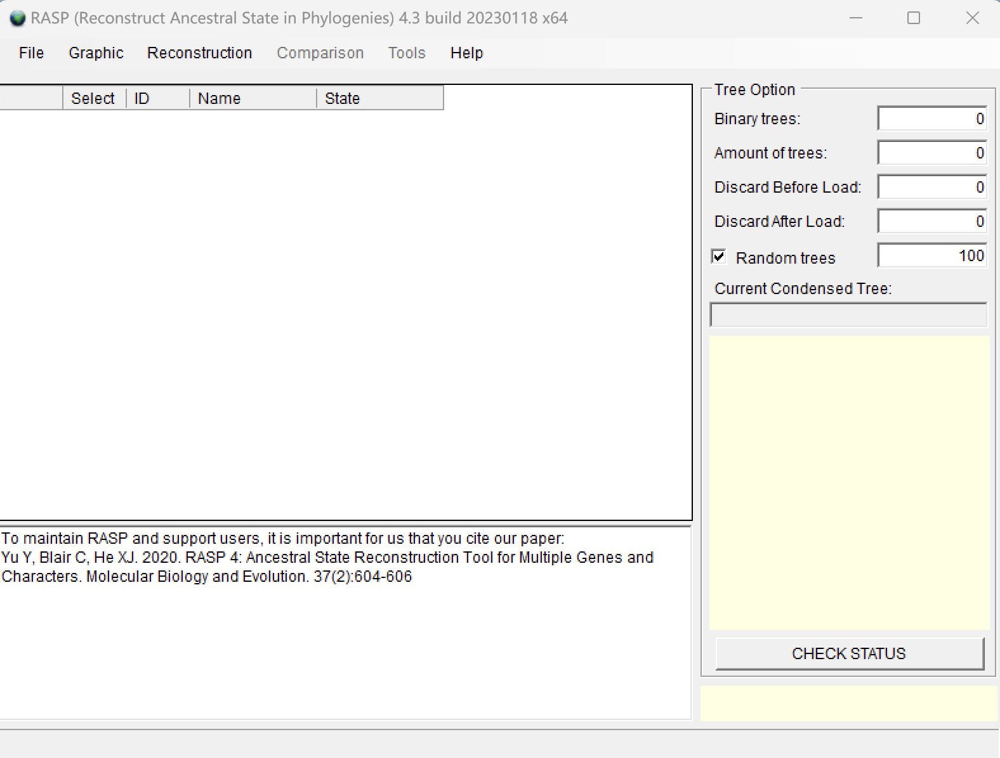 RASP (Reconstruct Ancestral State in Phylogenies) 4.3 build 20230118 x64
File Graphic Reconstruction Comparison Tools Help
Select ID Name State
Tree Option
Binary trees: 0
Amount of trees: 0
Discard Before Load: 0
Discard After Load: 0
Random trees 100
Current Condensed Tree:
To maintain RASP and support users, it is important for us that you cite our paper:
Yu Y, Blair C, He XJ. 2020. RASP 4: Ancestral State Reconstruction Tool for Multiple Genes and
Characters. Molecular Biology and Evolution. 37(2):604-606
CHECK STATUS